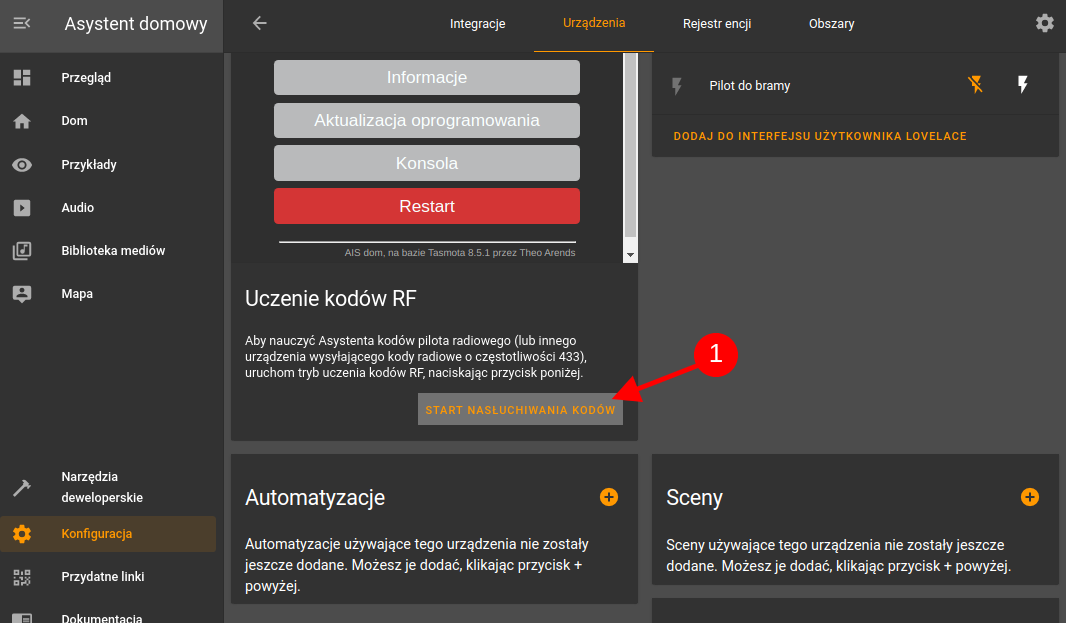 Asystent domowy
Integracje
Urządzenia
Rejestr encji
Obszary
Przegląd
Dom
Przykłady
Audio
Biblioteka mediów
Mapa
Narzędzia
deweloperskie
Konfiguracja
Przydatne linki
Dokumentacja
Informacje
Aktualizacja oprogramowania
Konsola
Restart
AIS dom, na bazie Tasmota 8.5.1 przez Theo Arends
Uczenie kodów RF
Aby nauczyć Asystenta kodów pilota radiowego (lub innego
urządzenia wysyłającego kody radiowe o częstotliwości 433),
uruchom tryb uczenia kodów RF, naciskając przycisk poniżej.
START NASŁUCHIWANIA KODÓW
1
Pilot do bramy
DODAJ DO INTERFEJSU UŻYTKOWNIKA LOVELACE
Automatyzacje
Automatyzacje używające tego urządzenia nie zostały
jeszcze dodane. Możesz je dodać, klikając przycisk +
powyżej.
Sceny
Sceny używające tego urządzenia nie zostały jeszcze
dodane. Możesz je dodać, klikając przycisk + powyżej.